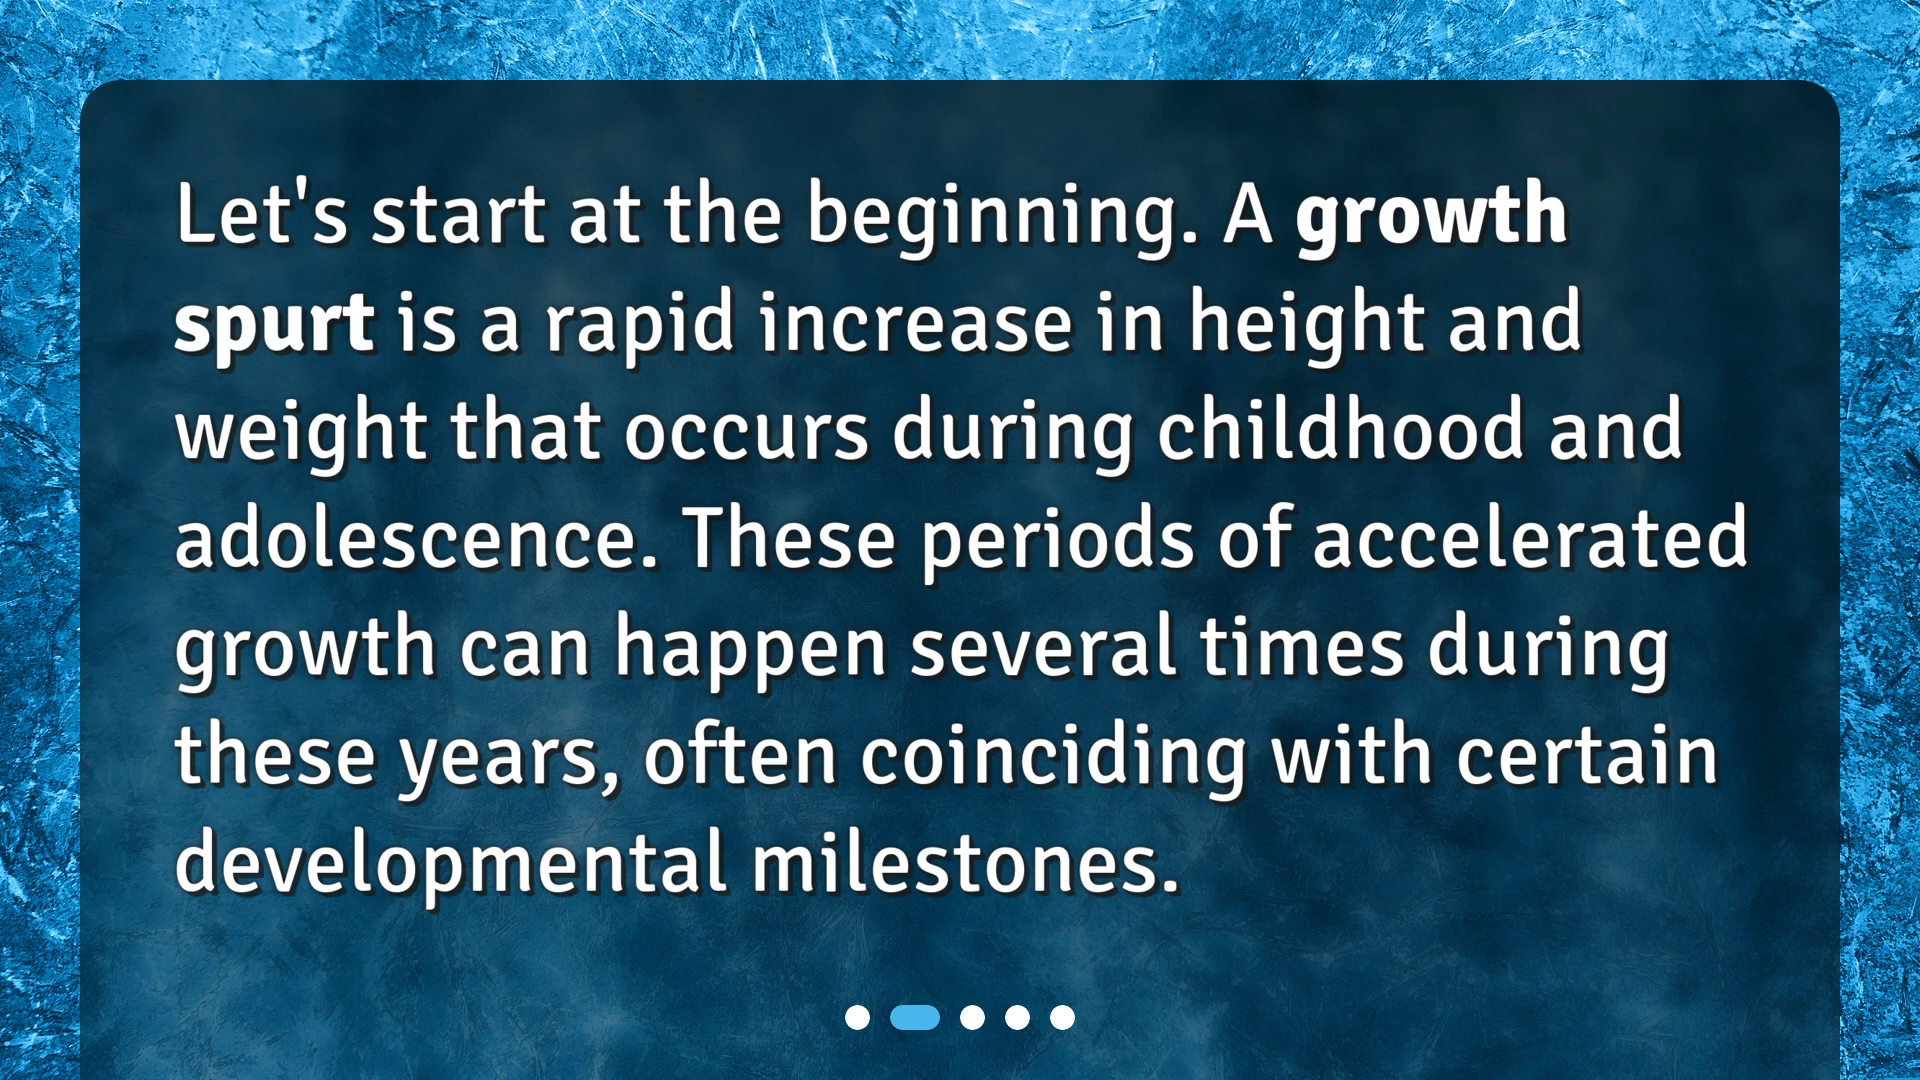 Let's start at the beginning. A growth
spurt is a rapid increase in height and
weight that occurs during childhood and
adolescence. These periods of accelerated
growth can happen several times during
these years, often coinciding with certain
developmental milestones.